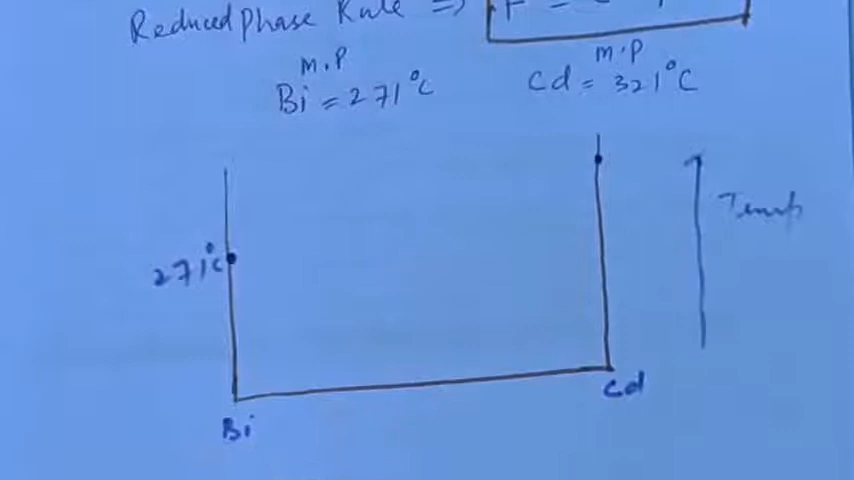 Reduced Phase Rule =>
m.p m.p
Bi = 271°C Cd = 321°C
Temp
271°C
Cd
Bi